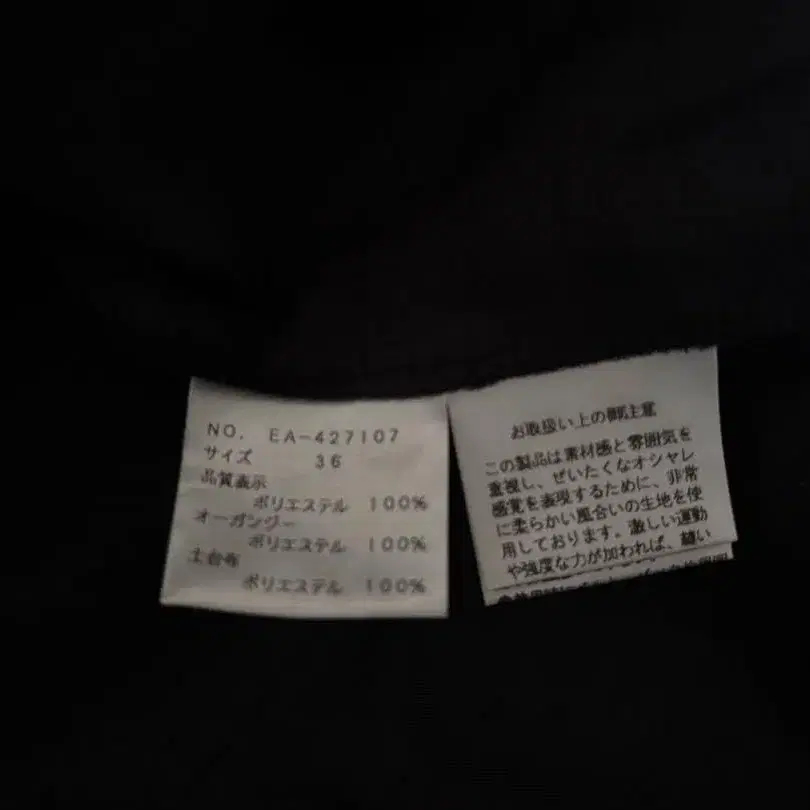 NO. EA-427107
サイズ 36
品質表示
ポリエステル 100%
オーガンジー
ポリエステル 100%
土台布
ポリエステル 100%
お取扱い上の御注意
この製品は素材感と雰囲気を
重視し、ぜいたくなオシャレ
感覚を表現するために、非常
に柔らかい風合いの生地を使
用しております。激しい運動
や強度な力が加われば、縫い